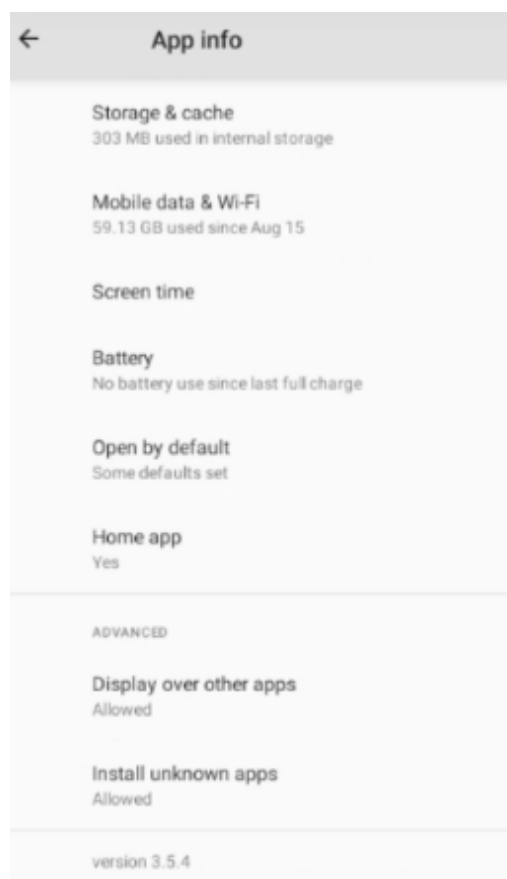 App info
Storage & cache
303 MB used in internal storage
Mobile data & Wi-Fi
59.13 GB used since Aug 15
Screen time
Battery
No battery use since last full charge
Open by default
Some defaults set
Home app
Yes
ADVANCED
Display over other apps
Allowed
Install unknown apps
Allowed
version 3.5.4